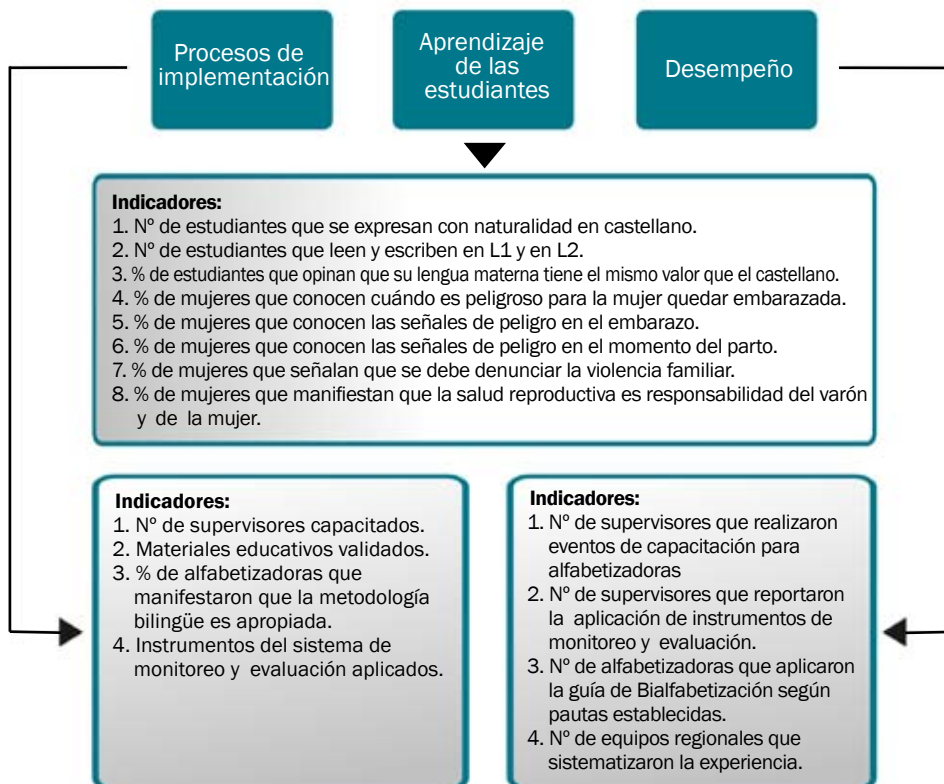 Procesos de
implementación
Aprendizaje
de las
estudiantes
Desempeño
Indicadores:
1. Nº de estudiantes que se expresan con naturalidad en castellano.
2. Nº de estudiantes que leen y escriben en L1 y en L2.
3. % de estudiantes que opinan que su lengua materna tiene el mismo valor que el castellano.
4. % de mujeres que conocen cuándo es peligroso para la mujer quedar embarazada.
5. % de mujeres que conocen las señales de peligro en el embarazo.
6. % de mujeres que conocen las señales de peligro en el momento del parto.
7. % de mujeres que señalan que se debe denunciar la violencia familiar.
8. % de mujeres que manifiestan que la salud reproductiva es responsabilidad del varón
y de la mujer.
Indicadores:
1. Nº de supervisores capacitados.
2. Materiales educativos validados.
3. % de alfabetizadoras que
manifestaron que la metodología
bilingüe es apropiada.
4. Instrumentos del sistema de
monitoreo y evaluación aplicados.
Indicadores:
1. Nº de supervisores que realizaron
eventos de capacitación para
alfabetizadoras
2. Nº de supervisores que reportaron
la aplicación de instrumentos de
monitoreo y evaluación.
3. Nº de alfabetizadoras que aplicaron
la guía de Bialfabetización según
pautas establecidas.
4. Nº de equipos regionales que
sistematizaron la experiencia.